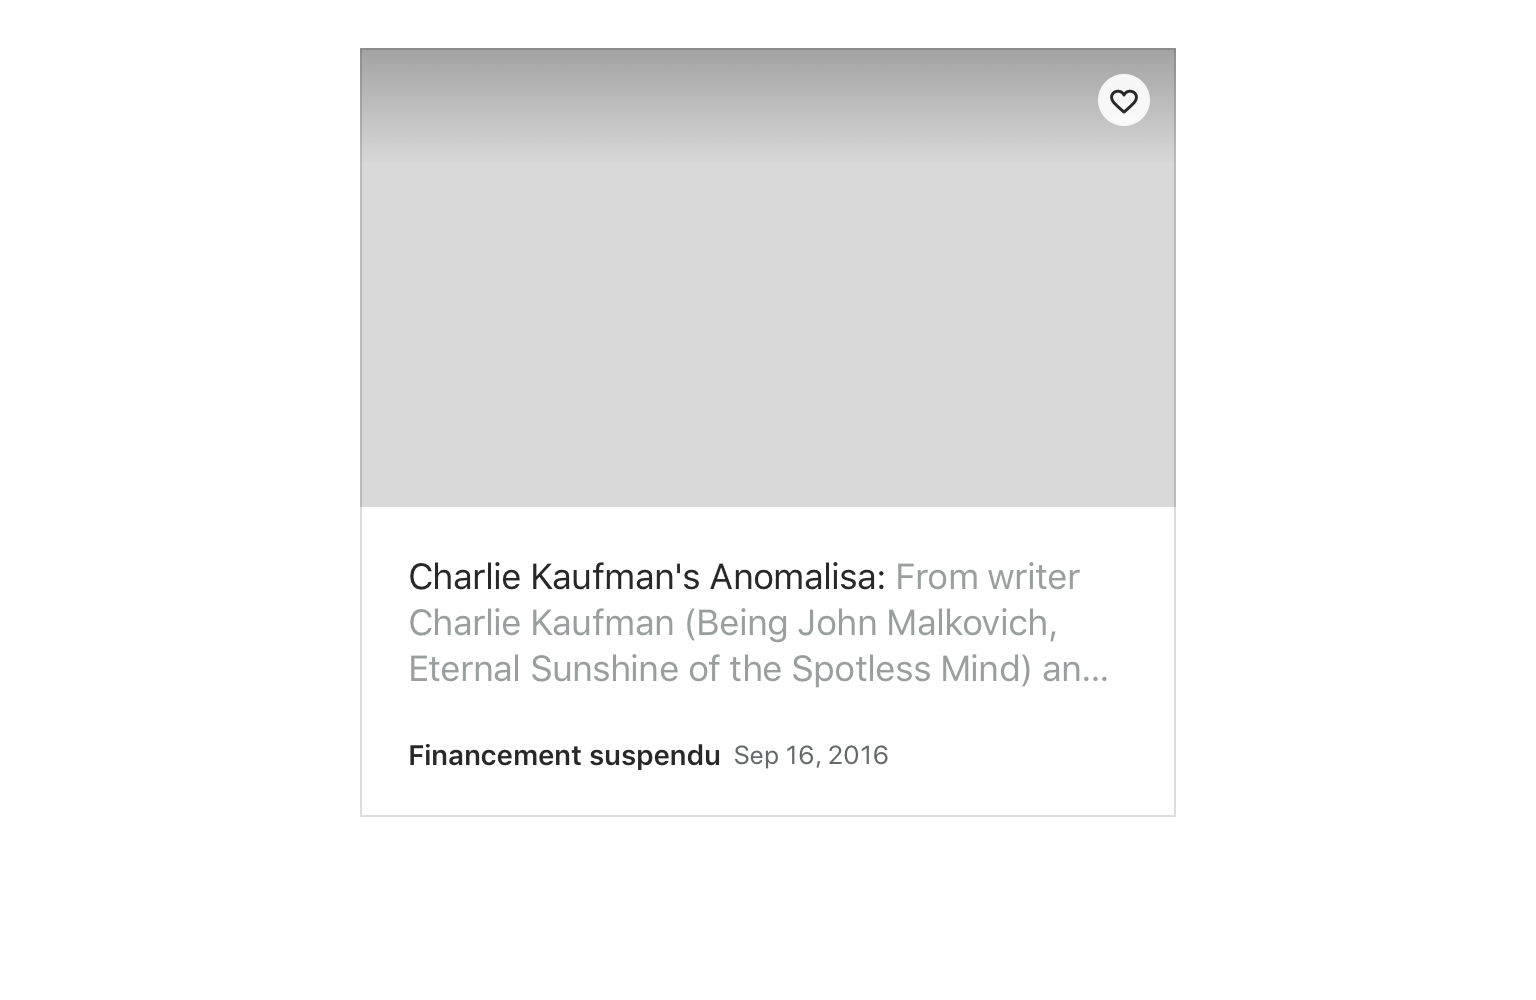 Charlie Kaufman's Anomalisa: From writer
Charlie Kaufman (Being John Malkovich,
Eternal Sunshine of the Spotless Mind) an...
Financement suspendu Sep 16, 2016